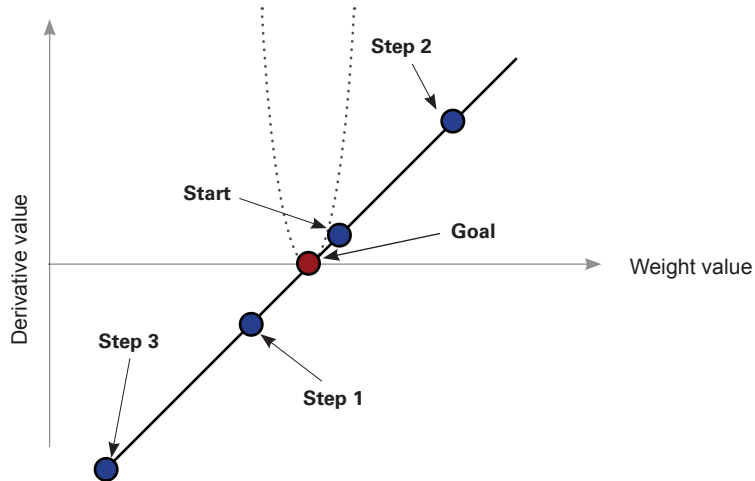 Step 2
Start
Goal
Derivative value
Weight value
Step 3
Step 1